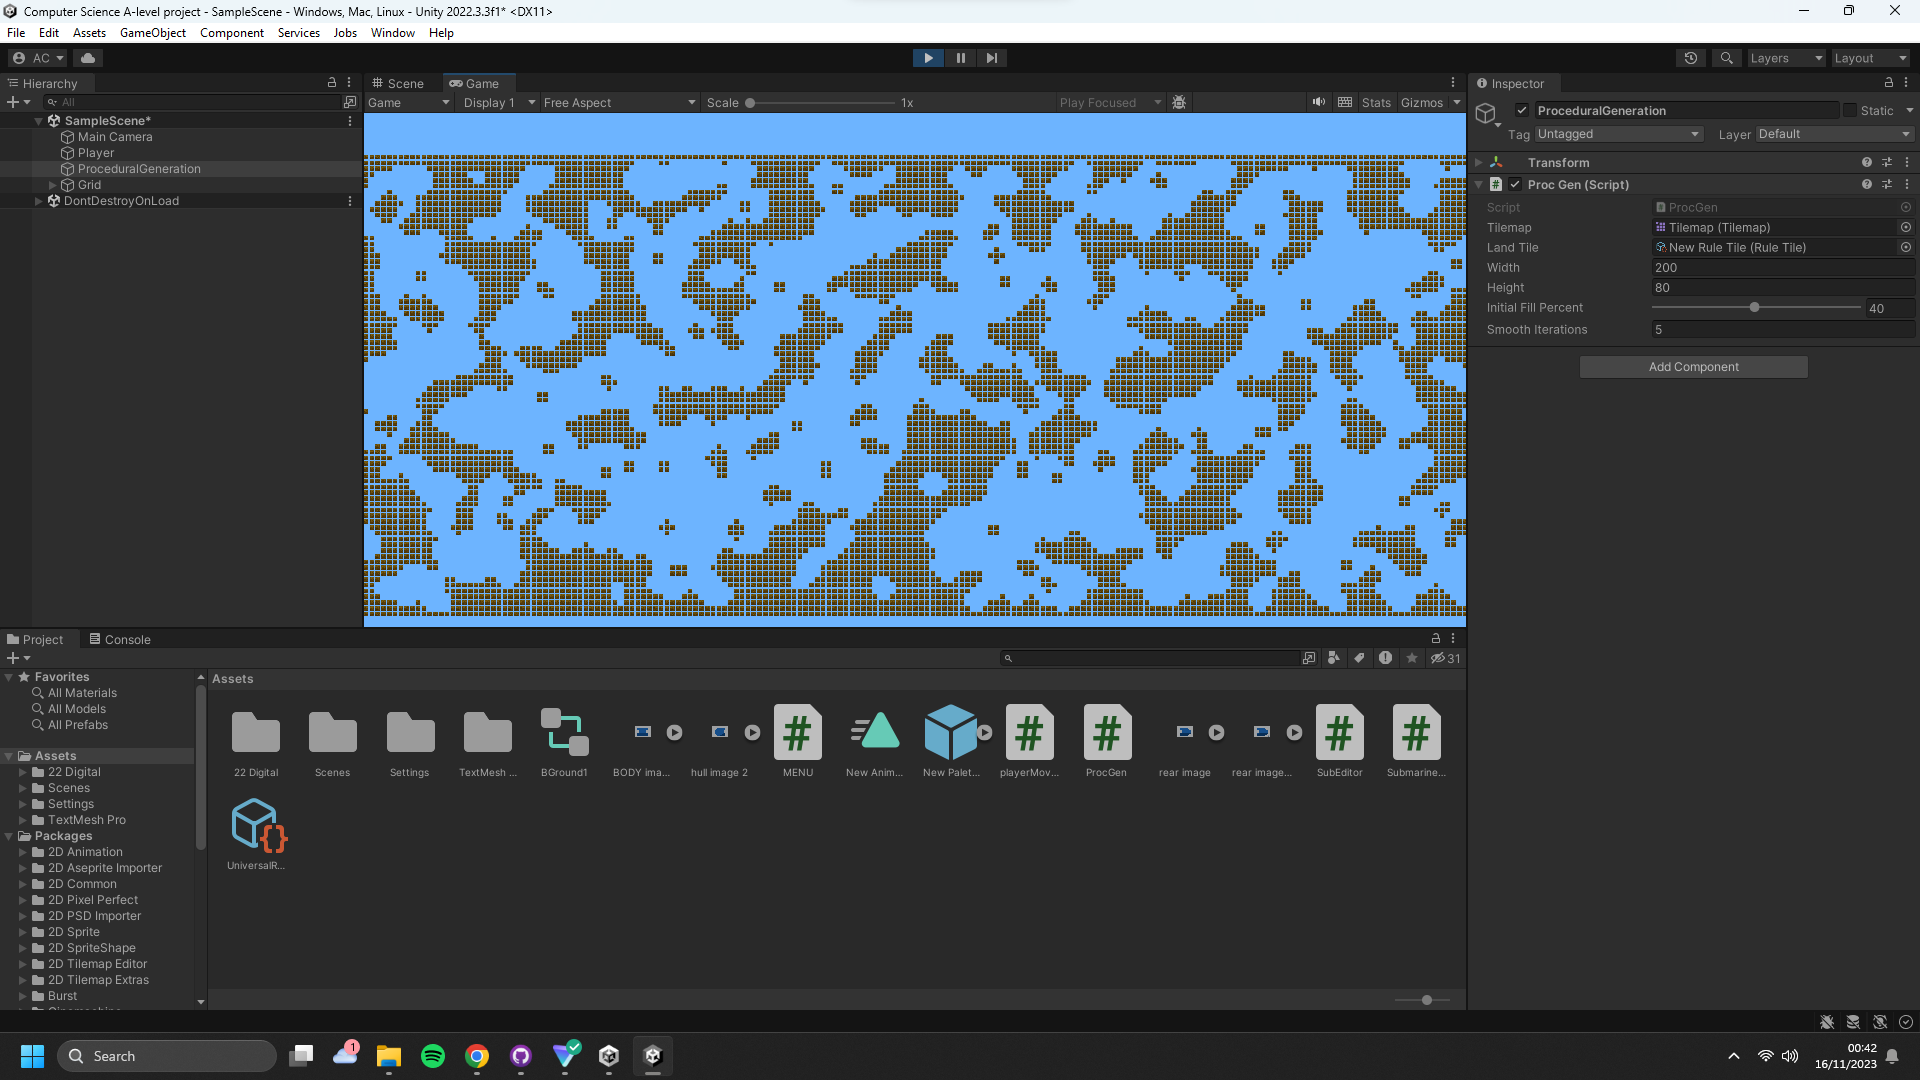 Computer Science A-level project - SampleScene - Windows, Mac, Linux - Unity 2022.3.3f1* <DX11>
File Edit Assets GameObject Component Services Jobs Window Help
AC
Layers
Layout
Hierarchy
All
SampleScene*
Main Camera
Player
ProceduralGeneration
Grid
DontDestroyOnLoad
Scene
Game
Game
Display 1
Free Aspect
Scale
1x
Play Focused
Stats
Gizmos
Inspector
ProceduralGeneration
Static
Tag Untagged
Layer Default
Transform
Proc Gen (Script)
Script ProcGen
Tilemap Tilemap (Tilemap)
Land Tile New Rule Tile (Rule Tile)
Width 200
Height 80
Initial Fill Percent 40
Smooth Iterations 5
Add Component
Project
Console
31
Favorites
All Materials
All Models
All Prefabs
Assets
22 Digital
Scenes
Settings
TextMesh Pro
Packages
2D Animation
2D Aseprite Importer
2D Common
2D Pixel Perfect
2D PSD Importer
2D Sprite
2D SpriteShape
2D Tilemap Editor
2D Tilemap Extras
Burst
Assets
22 Digital
Scenes
Settings
TextMesh ...
BGround1
BODY ima...
hull image 2
MENU
New Anim...
New Palet...
playerMov...
ProcGen
rear image
rear image...
SubEditor
Submarine...
UniversalR...
Search
1
00:42
16/11/2023